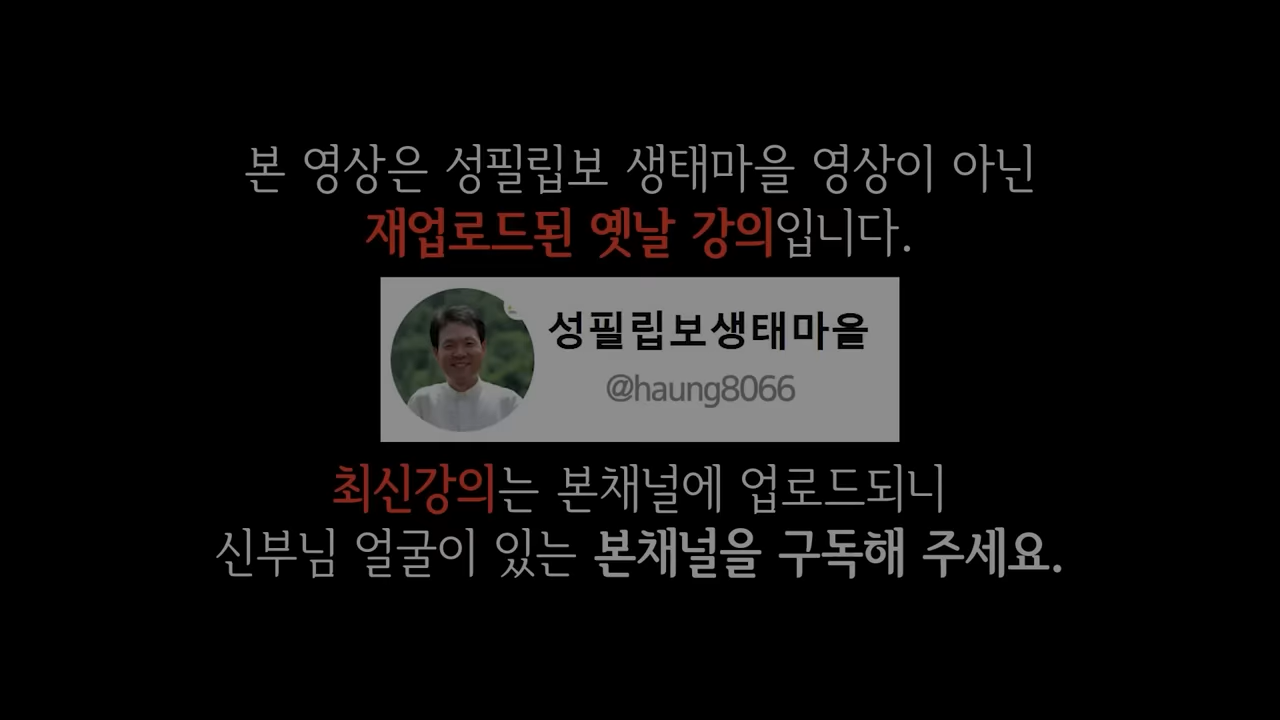 본 영상은 성필립보 생태마을 영상이 아닌
재업로드된 옛날 강의입니다.
성필립보생태마을
@haung8066
최신강의는 본채널에 업로드되니
신부님 얼굴이 있는 본채널을 구독해 주세요.